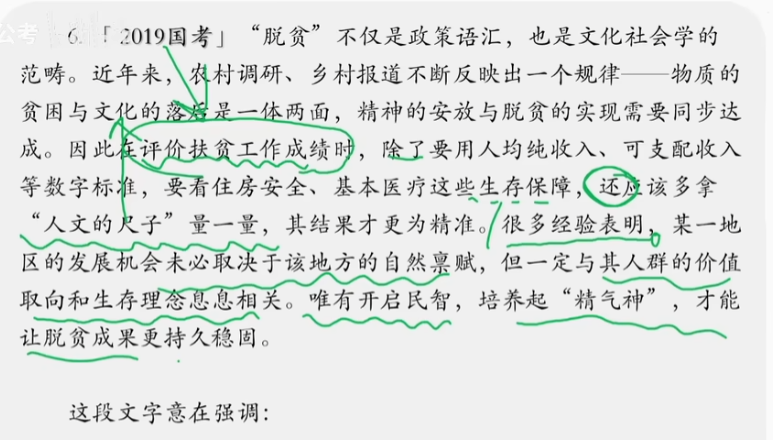 公考
6.「 2019国考」“脱贫”不仅是政策语汇，也是文化社会学的
范畴。近年来，农村调研、乡村报道不断反映出一个规律——物质的
贫困与文化的落后是一体两面，精神的安放与脱贫的实现需要同步达
成。因此在评价扶贫工作成绩时，除了要用人均纯收入、可支配收入
等数字标准，要看住房安全、基本医疗这些生存保障，还应该多拿
“人文的尺子”量一量，其结果才更为精准。很多经验表明，某一地
区的发展机会未必取决于该地方的自然禀赋，但一定与其人群的价值
取向和生存理念息息相关。唯有开启民智，培养起“精气神”，才能
让脱贫成果更持久稳固。
这段文字意在强调：